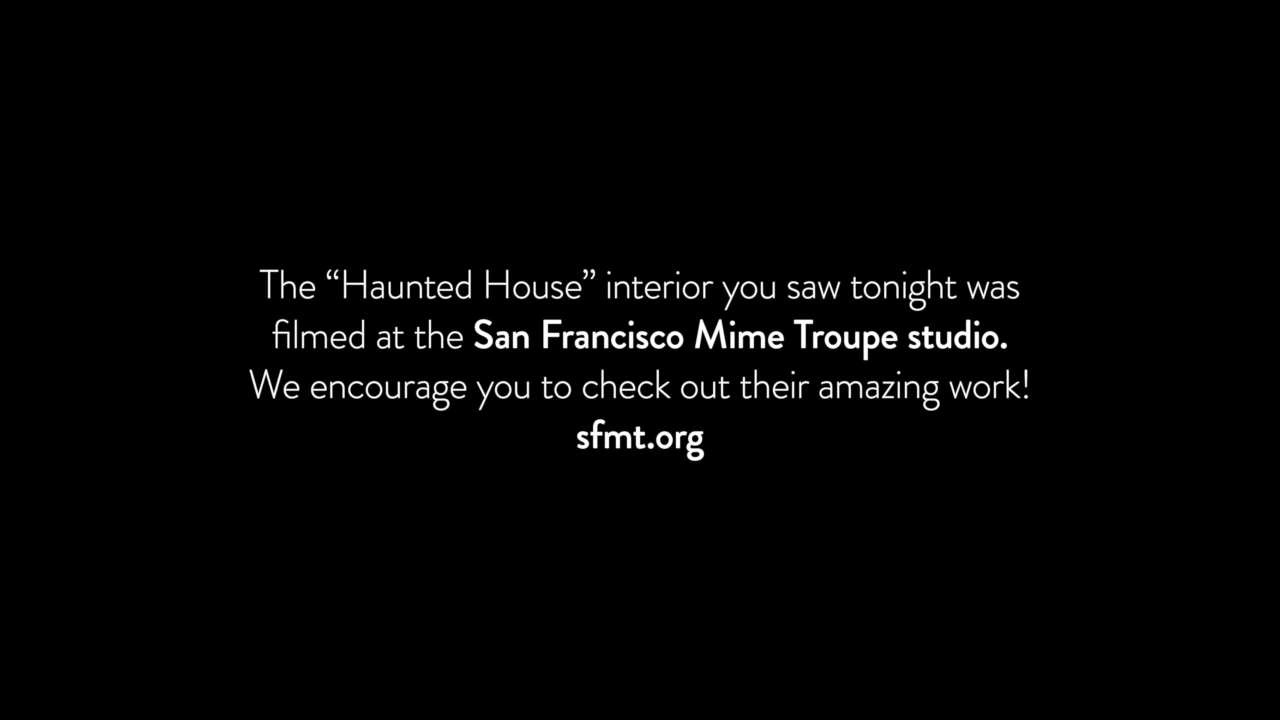 The “Haunted House” interior you saw tonight was
filmed at the San Francisco Mime Troupe studio.
We encourage you to check out their amazing work!
sfmt.org